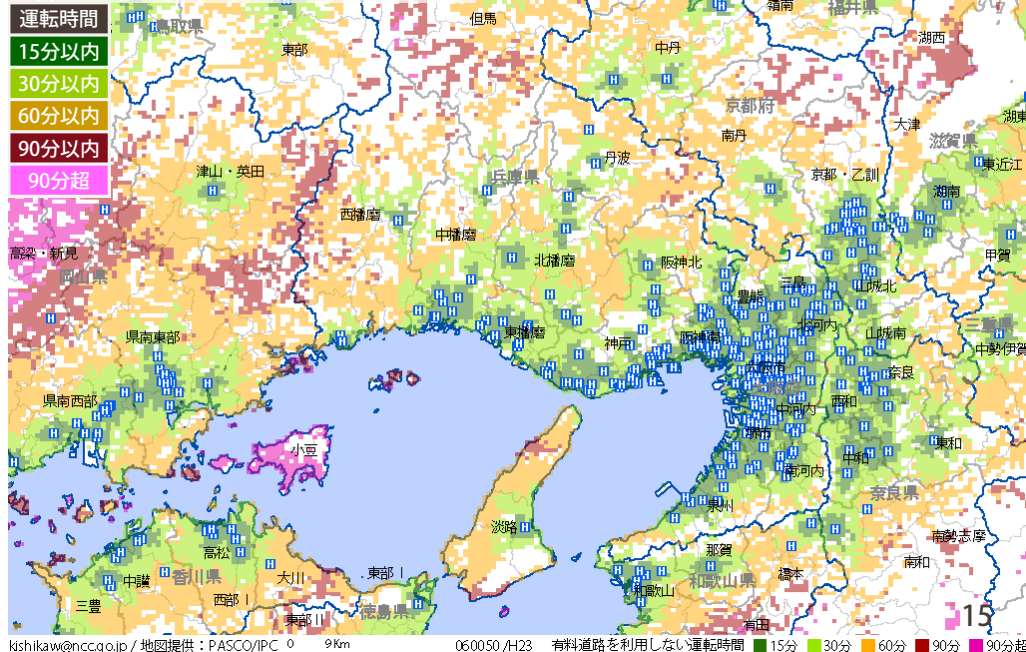 運転時間
15分以内
30分以内
60分以内
90分以内
90分超
鳥取県
東部
但馬
嶺南
福井県
湖西
中丹
京都府
南丹
大津
湖東
滋賀県
東近江
湖南
甲賀
京都・乙訓
丹波
兵庫県
津山・英田
西播磨
中播磨
北播磨
阪神北
高梁・新見
岡山県
豊能
三島
山城北
北河内
山城南
三重県
中勢伊賀
県南東部
東播磨
神戸
阪神南
大阪市
奈良
県南西部
中河内
西和
堺市
小豆
南河内
中和
東和
奈良県
泉州
淡路
南勢志摩
高松
那賀
南和
中讃
香川県
大川
東部Ⅰ
和歌山県
橋本
和歌山
三豊
西部Ⅰ
東部Ⅱ
徳島県
有田
15
kishikaw@ncc.go.jp / 地図提供：PASCO/IPC 0 9Km 060050 /H23 有料道路を利用しない運転時間 15分 30分 60分 90分 90分超